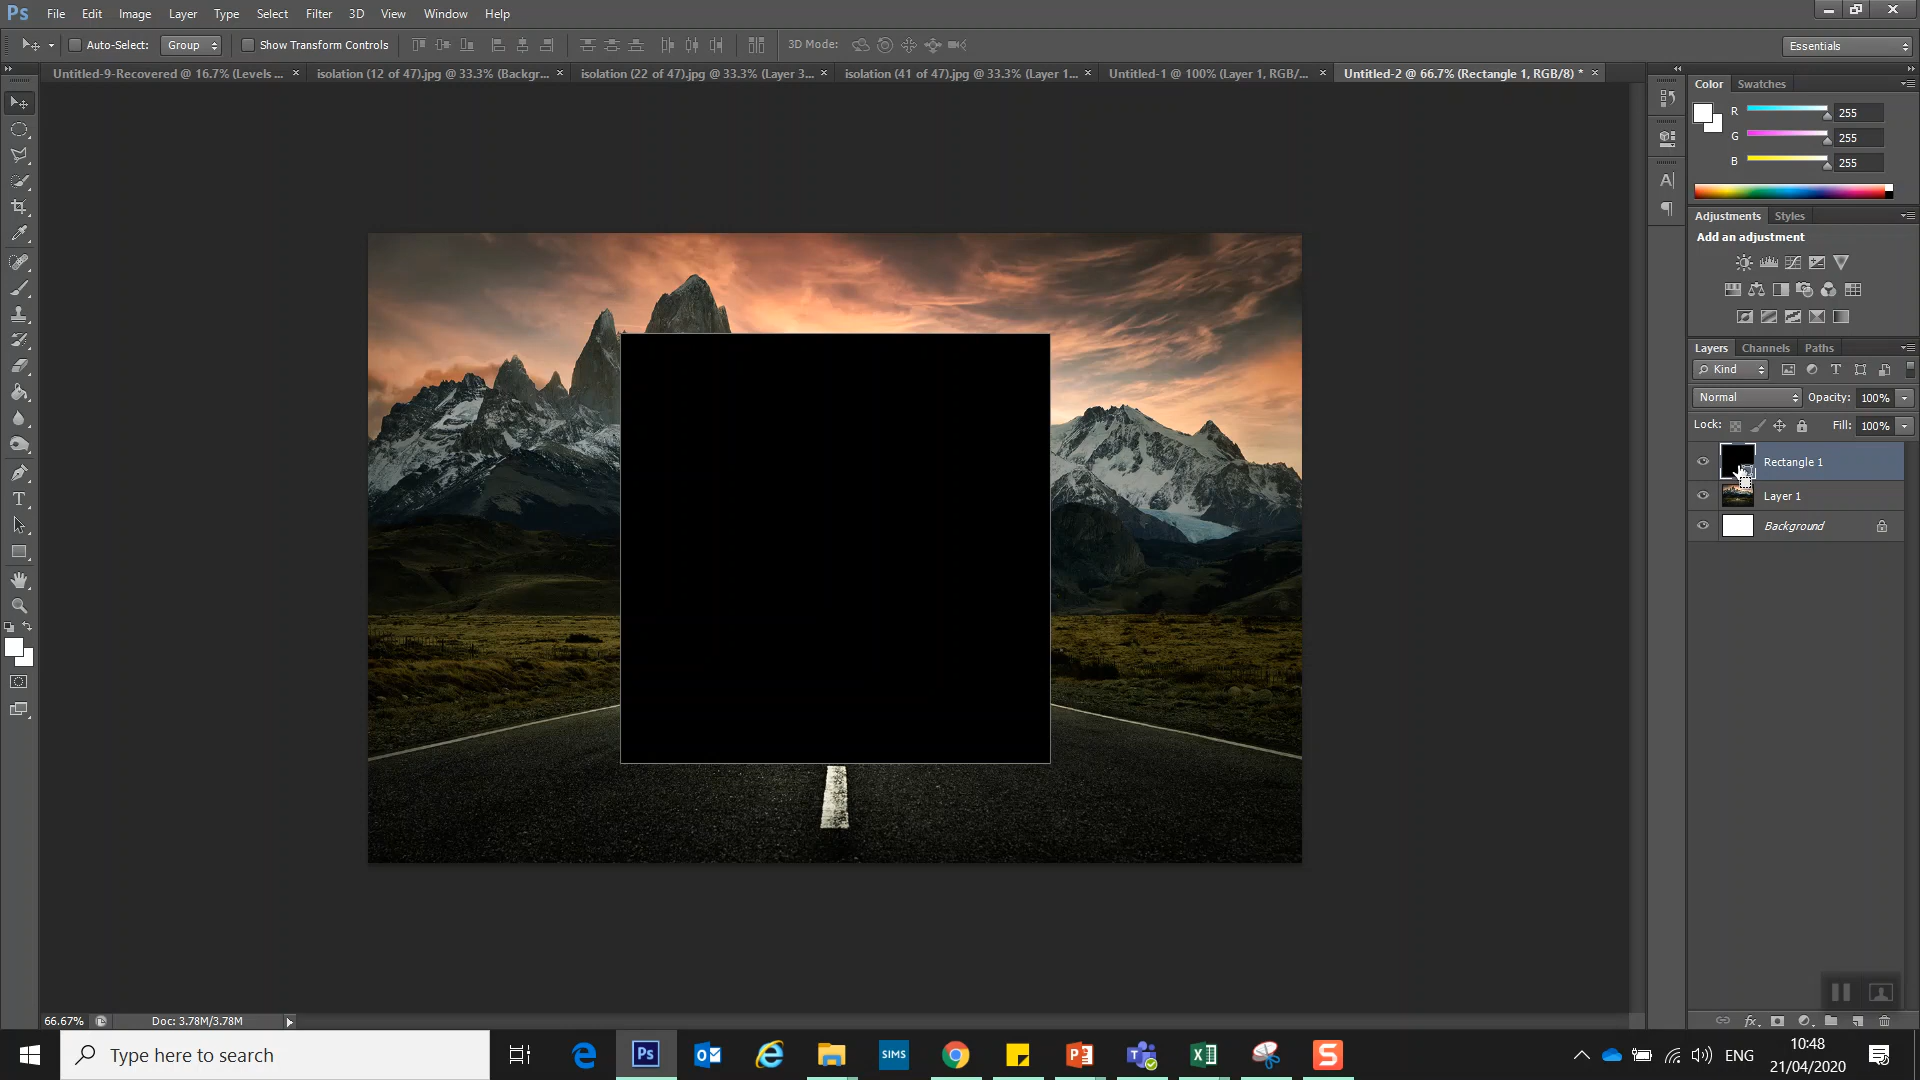 Ps File Edit Image Layer Type Select Filter 3D View Window Help
Auto-Select: Group Show Transform Controls 3D Mode: Essentials
Untitled-9-Recovered @ 16.7% (Levels ... × isolation (12 of 47).jpg @ 33.3% (Backgr... × isolation (22 of 47).jpg @ 33.3% (Layer 3... × isolation (41 of 47).jpg @ 33.3% (Layer 1... × Untitled-1 @ 100% (Layer 1, RGB/... × Untitled-2 @ 66.7% (Rectangle 1, RGB/8) * ×
Color Swatches
R 255
G 255
B 255
Adjustments Styles
Add an adjustment
Layers Channels Paths
Kind
Normal Opacity: 100%
Lock: Fill: 100%
Rectangle 1
Layer 1
Background
66.67% Doc: 3.78M/3.78M
Type here to search
SIMS
ENG
10:48
21/04/2020